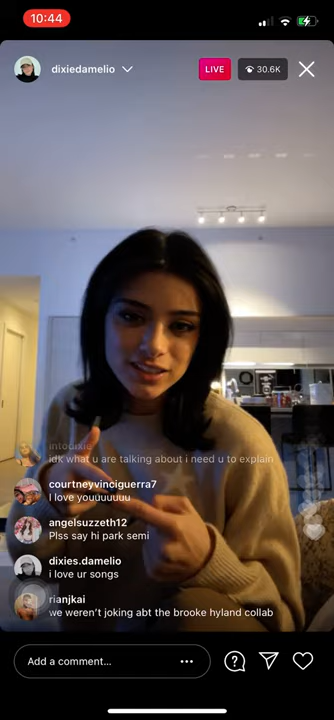 10:44
dixiedamelio
LIVE
30.6K
intodixie
idk what u are talking about i need u to explain
courtneyvinciguerra7
I love youuuuuuu
angelsuzzeth12
Plss say hi park semi
dixies.damelio
i love ur songs
rianjkai
we weren't joking abt the brooke hyland collab
Add a comment...